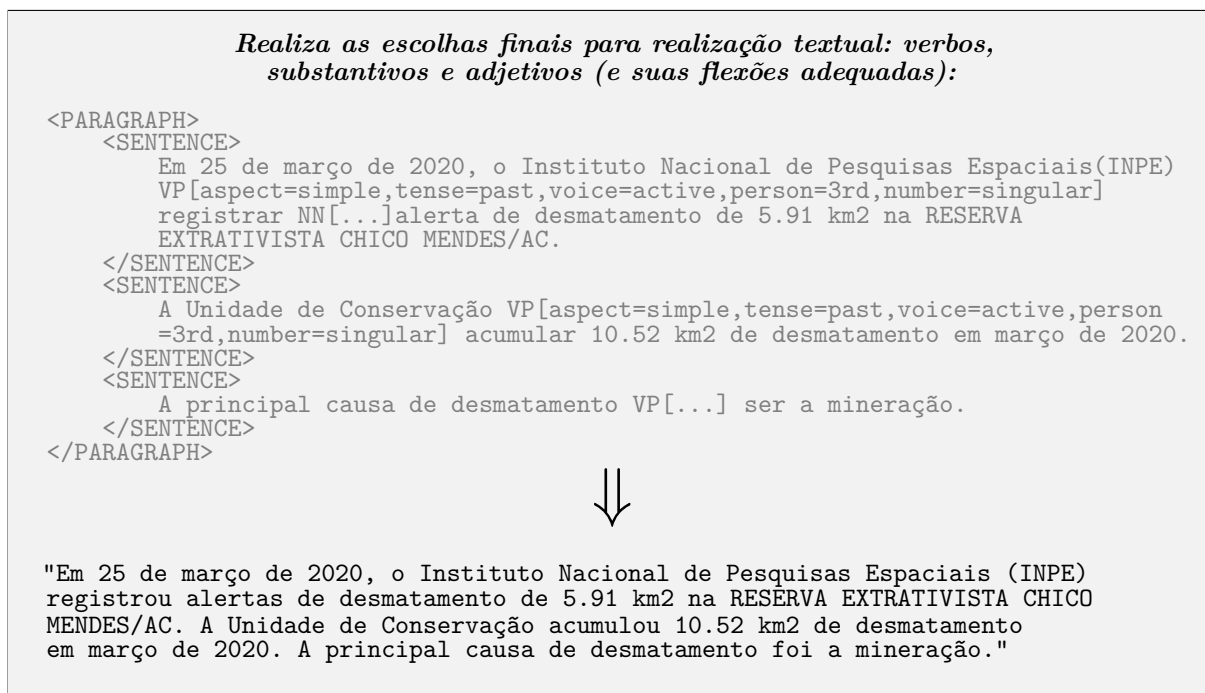 Realiza as escolhas finais para realização textual: verbos,
substantivos e adjetivos (e suas flexões adequadas):
<PARAGRAPH>
<SENTENCE>
Em 25 de março de 2020, o Instituto Nacional de Pesquisas Espaciais(INPE)
VP[aspect=simple,tense=past,voice=active,person=3rd,number=singular]
registrar NN[...]alerta de desmatamento de 5.91 km2 na RESERVA
EXTRATIVISTA CHICO MENDES/AC.
</SENTENCE>
<SENTENCE>
A Unidade de Conservação VP[aspect=simple,tense=past,voice=active,person
=3rd,number=singular] acumular 10.52 km2 de desmatamento em março de 2020.
</SENTENCE>
<SENTENCE>
A principal causa de desmatamento VP[...] ser a mineração.
</SENTENCE>
</PARAGRAPH>
"Em 25 de março de 2020, o Instituto Nacional de Pesquisas Espaciais (INPE)
registrou alertas de desmatamento de 5.91 km2 na RESERVA EXTRATIVISTA CHICO
MENDES/AC. A Unidade de Conservação acumulou 10.52 km2 de desmatamento
em março de 2020. A principal causa de desmatamento foi a mineração."